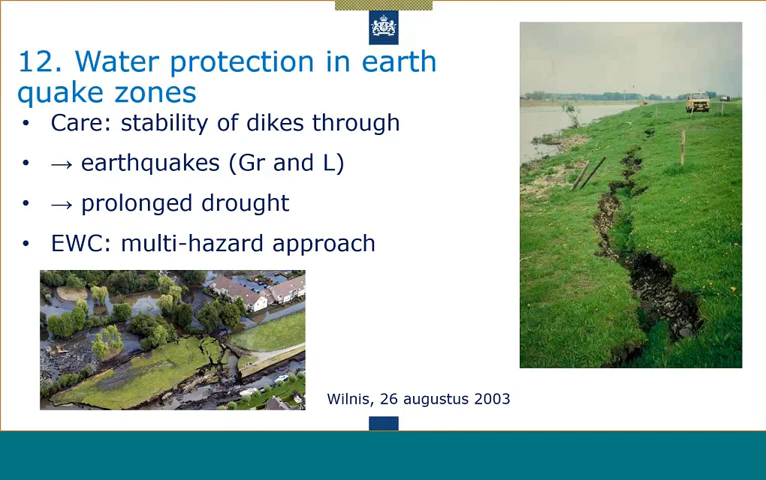 12. Water protection in earth
quake zones
• Care: stability of dikes through
• → earthquakes (Gr and L)
• → prolonged drought
• EWC: multi-hazard approach
Wilnis, 26 augustus 2003